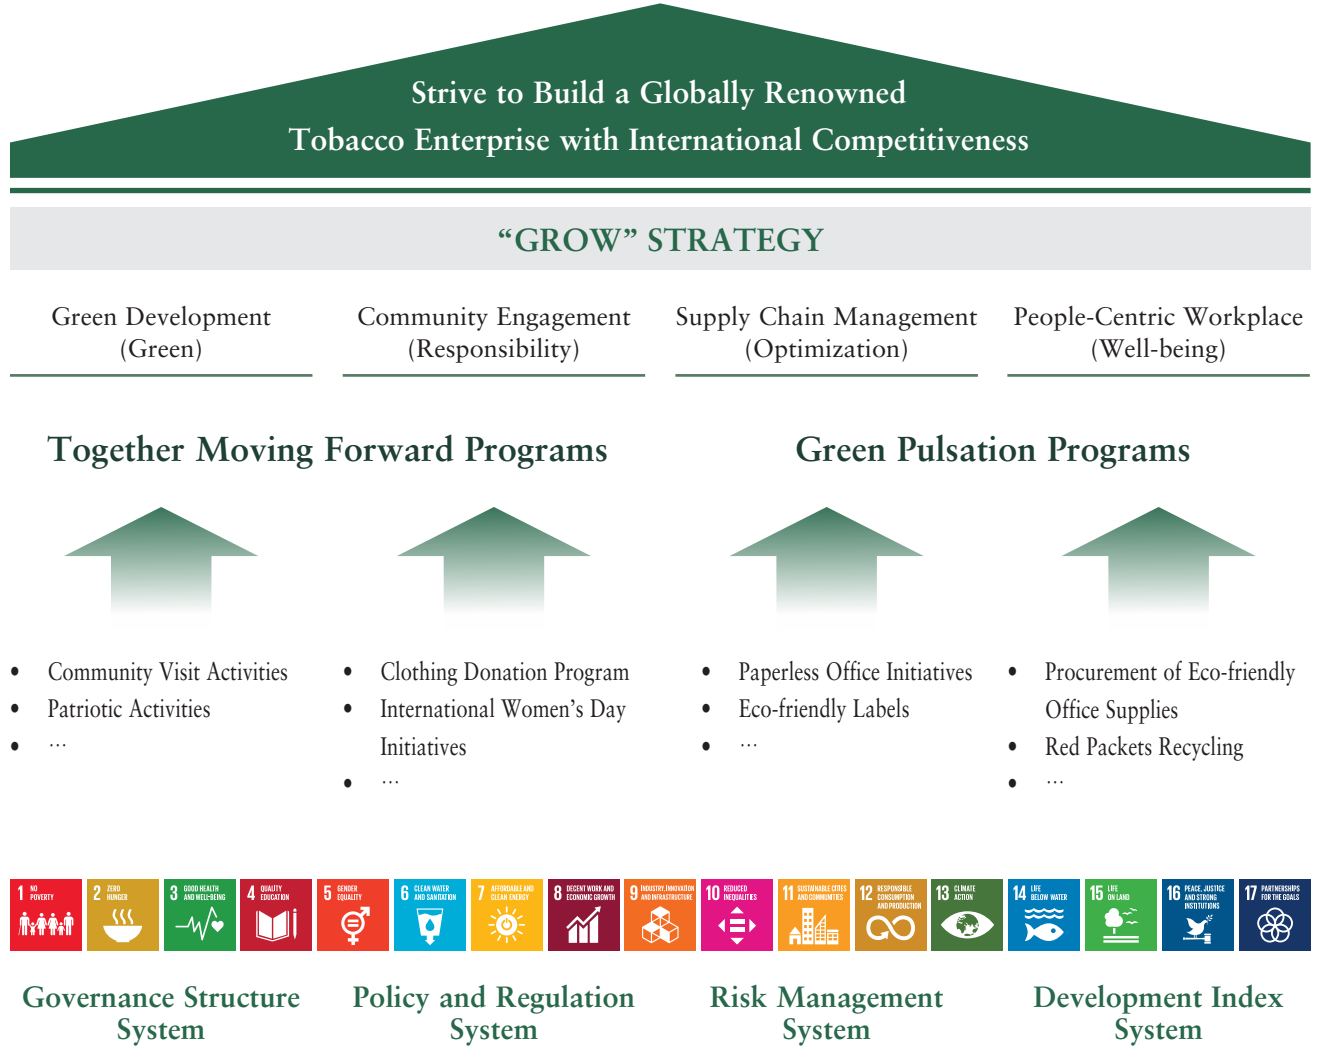 Strive to Build a Globally Renowned
Tobacco Enterprise with International Competitiveness
“GROW” STRATEGY
Green Development
(Green)
Community Engagement
(Responsibility)
Supply Chain Management
(Optimization)
People-Centric Workplace
(Well-being)
Together Moving Forward Programs
Green Pulsation Programs
• Community Visit Activities
• Patriotic Activities
• …
• Clothing Donation Program
• International Women’s Day
Initiatives
• …
• Paperless Office Initiatives
• Eco-friendly Labels
• …
• Procurement of Eco-friendly
Office Supplies
• Red Packets Recycling
• …
1 NO
POVERTY
2 ZERO
HUNGER
3 GOOD HEALTH
AND WELL-BEING
4 QUALITY
EDUCATION
5 GENDER
EQUALITY
6 CLEAN WATER
AND SANITATION
7 AFFORDABLE AND
CLEAN ENERGY
8 DECENT WORK AND
ECONOMIC GROWTH
9 INDUSTRY, INNOVATION
AND INFRASTRUCTURE
10 REDUCED
INEQUALITIES
11 SUSTAINABLE CITIES
AND COMMUNITIES
12 RESPONSIBLE
CONSUMPTION
AND PRODUCTION
13 CLIMATE
ACTION
14 LIFE
BELOW WATER
15 LIFE
ON LAND
16 PEACE, JUSTICE
AND STRONG
INSTITUTIONS
17 PARTNERSHIPS
FOR THE GOALS
Governance Structure
System
Policy and Regulation
System
Risk Management
System
Development Index
System